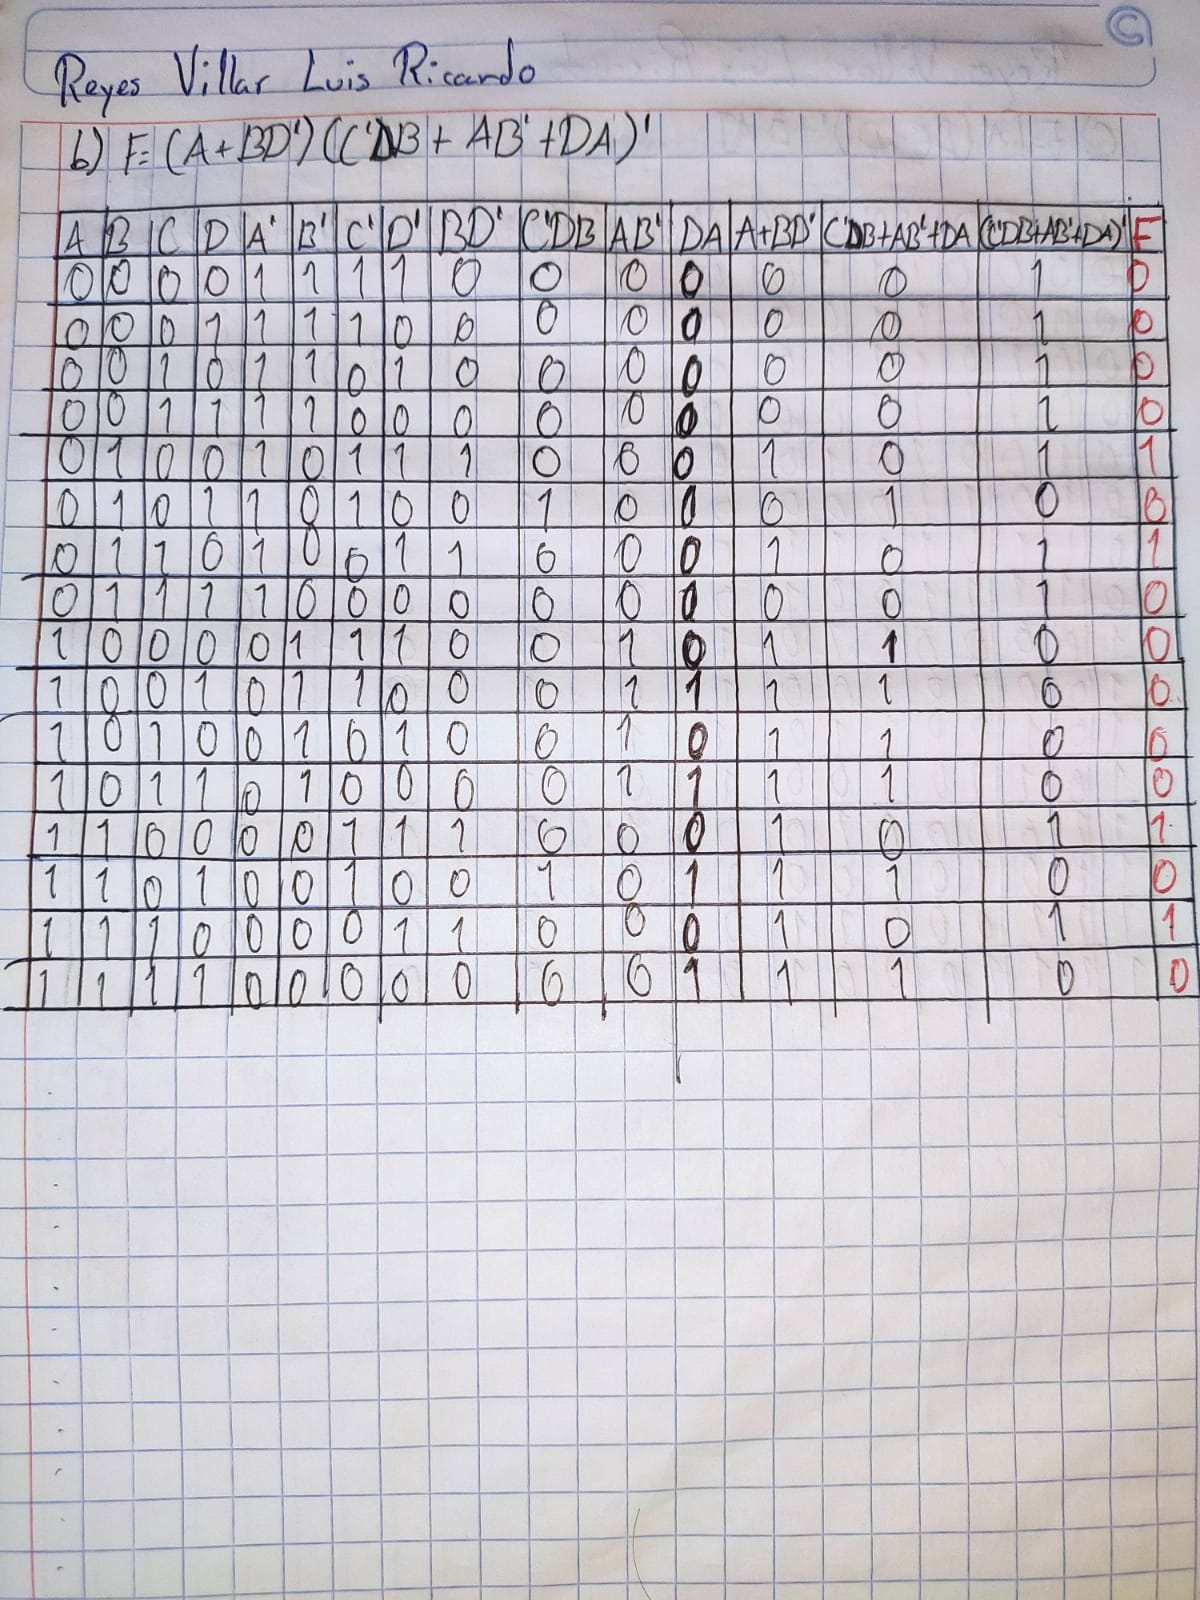 C
Reyes Villar Luis Ricardo
b) F= (A+BD')(C'DB + AB' +DA)'
A B C D A' B' C' D' BD' C'DB AB' DA A+BD' C'DB+AB'+DA (C'DB+AB'+DA)' F
0 0 0 0 1 1 1 1 0 0 0 0 0 0 1 0
0 0 0 1 1 1 1 0 0 0 0 0 0 0 1 0
0 0 1 0 1 1 0 1 0 0 0 0 0 0 1 0
0 0 1 1 1 1 0 0 0 0 0 0 0 0 1 0
0 1 0 0 1 0 1 1 1 0 0 0 1 0 1 1
0 1 0 1 1 0 1 0 0 1 0 0 0 1 0 0
0 1 1 0 1 0 0 1 1 0 0 0 1 0 1 1
0 1 1 1 1 0 0 0 0 0 0 0 0 0 1 0
1 0 0 0 0 1 1 1 0 0 1 0 1 1 0 0
1 0 0 1 0 1 1 0 0 0 1 1 1 1 0 0
1 0 1 0 0 1 0 1 0 0 1 0 1 1 0 0
1 0 1 1 0 1 0 0 0 0 1 1 1 1 0 0
1 1 0 0 0 0 1 1 1 0 0 0 1 0 1 1
1 1 0 1 0 0 1 0 0 1 0 1 1 1 0 0
1 1 1 0 0 0 0 1 1 0 0 0 1 0 1 1
1 1 1 1 0 0 0 0 0 0 0 1 1 1 0 0